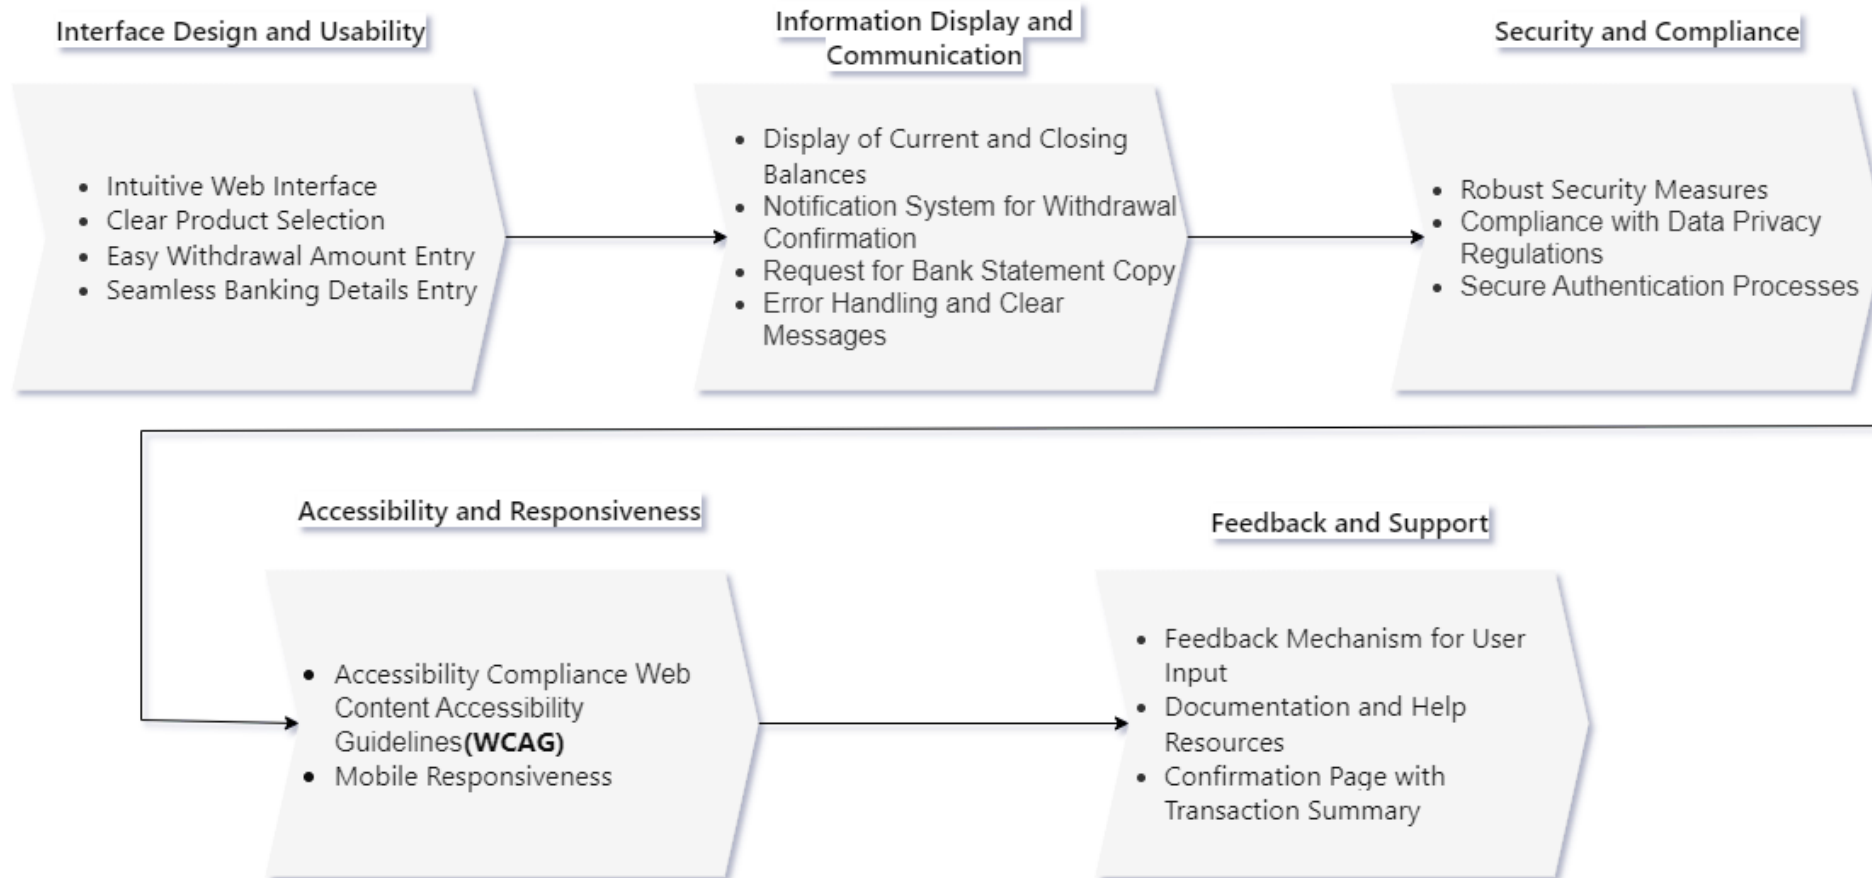 Interface Design and Usability
Information Display and
Communication
Security and Compliance
• Intuitive Web Interface
• Clear Product Selection
• Easy Withdrawal Amount Entry
• Seamless Banking Details Entry
• Display of Current and Closing
Balances
• Notification System for Withdrawal
Confirmation
• Request for Bank Statement Copy
• Error Handling and Clear
Messages
• Robust Security Measures
• Compliance with Data Privacy
Regulations
• Secure Authentication Processes
Accessibility and Responsiveness
Feedback and Support
• Accessibility Compliance Web
Content Accessibility
Guidelines(WCAG)
• Mobile Responsiveness
• Feedback Mechanism for User
Input
• Documentation and Help
Resources
• Confirmation Page with
Transaction Summary